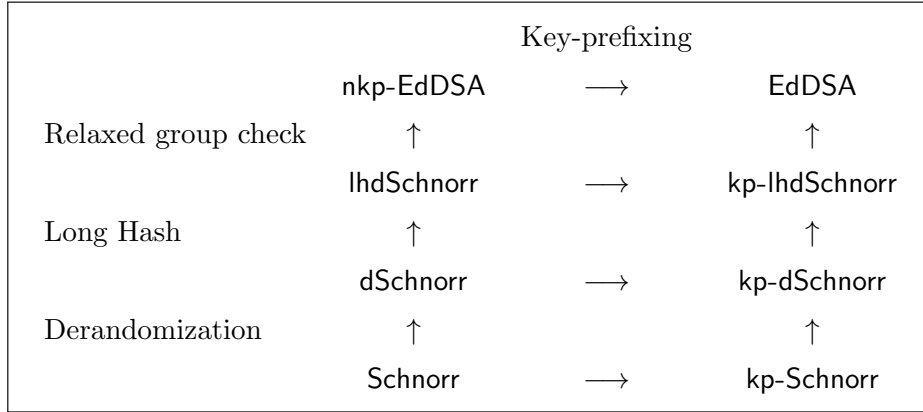 Key-prefixing
nkp-EdDSA ⟶ EdDSA
Relaxed group check ↑ ↑
lhdSchnorr ⟶ kp-lhdSchnorr
Long Hash ↑ ↑
dSchnorr ⟶ kp-dSchnorr
Derandomization ↑ ↑
Schnorr ⟶ kp-Schnorr